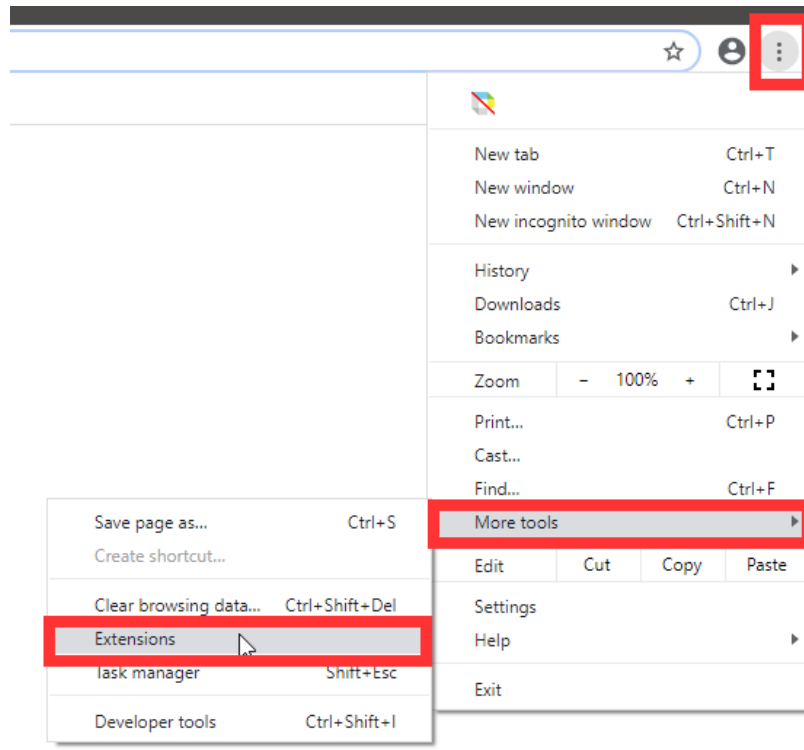 New tab Ctrl+T
New window Ctrl+N
New incognito window Ctrl+Shift+N
History
Downloads Ctrl+J
Bookmarks
Zoom - 100% +
Print... Ctrl+P
Cast...
Find... Ctrl+F
More tools
Edit Cut Copy Paste
Settings
Help
Exit
Save page as... Ctrl+S
Create shortcut...
Clear browsing data... Ctrl+Shift+Del
Extensions
Task manager Shift+Esc
Developer tools Ctrl+Shift+I